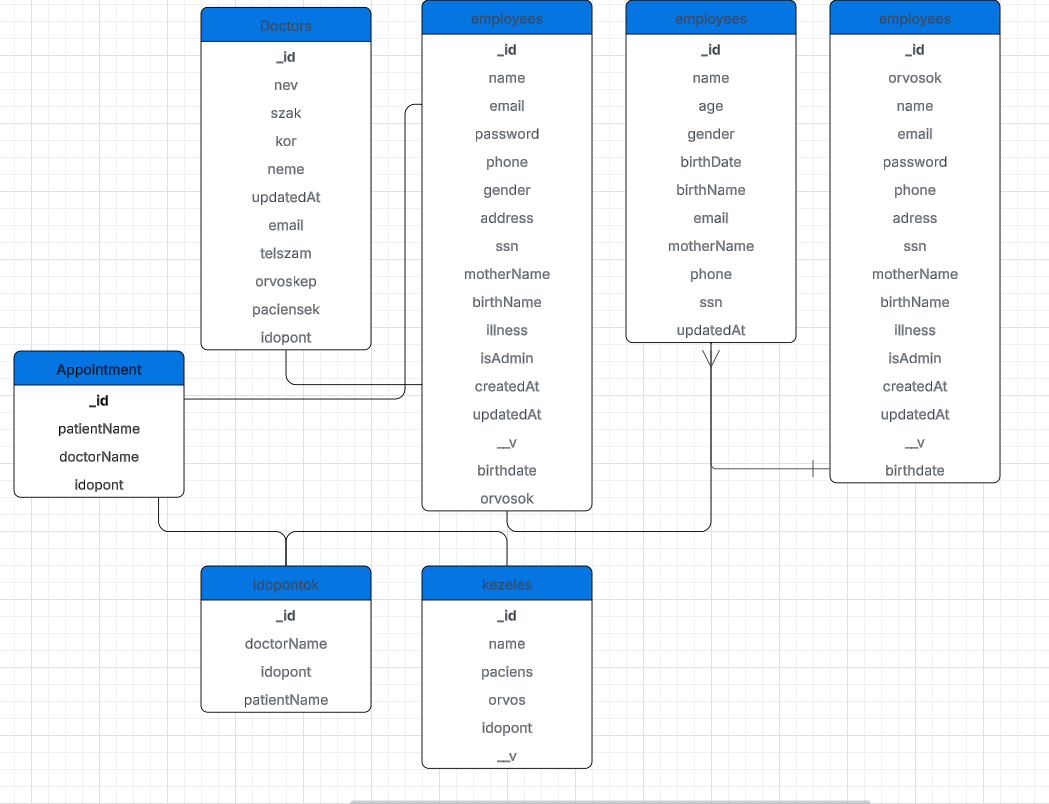 Doctors
_id
nev
szak
kor
neme
updatedAt
email
telszam
orvoskep
paciensek
idopont
employees
_id
name
email
password
phone
gender
address
ssn
motherName
birthName
illness
isAdmin
createdAt
updatedAt
__v
birthdate
orvosok
employees
_id
name
age
gender
birthDate
birthName
email
motherName
phone
ssn
updatedAt
employees
_id
orvosok
name
email
password
phone
adress
ssn
motherName
birthName
illness
isAdmin
createdAt
updatedAt
__v
birthdate
Appointment
_id
patientName
doctorName
idopont
idopontok
_id
doctorName
idopont
patientName
kezeles
_id
name
paciens
orvos
idopont
__v